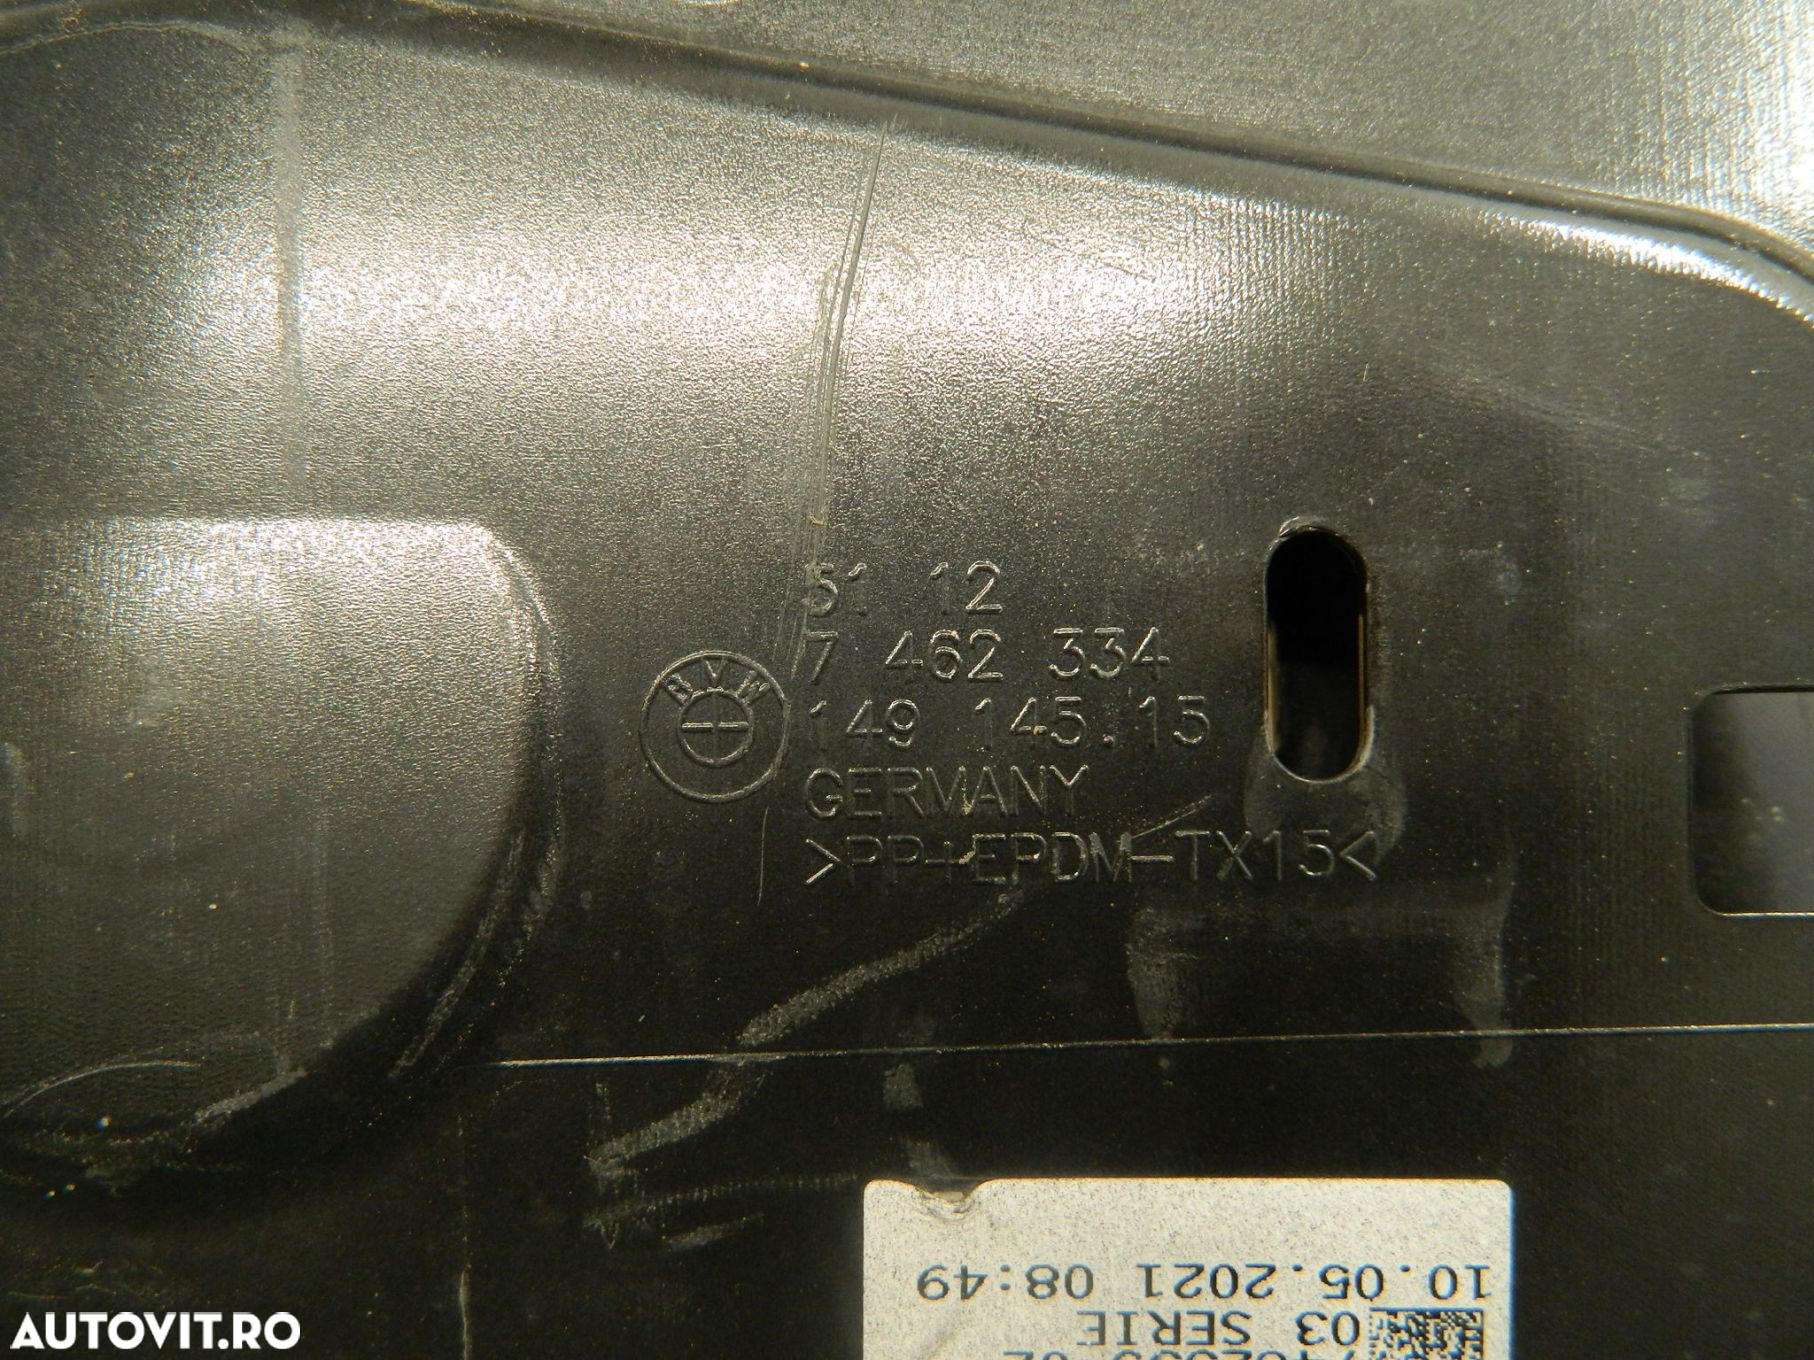 51 12
7 462 334
BMW
149 145.15
GERMANY
>PP+EPDM-TX15<
10.05.2021 08:49
03 SERIE
AUTOVIT.RO